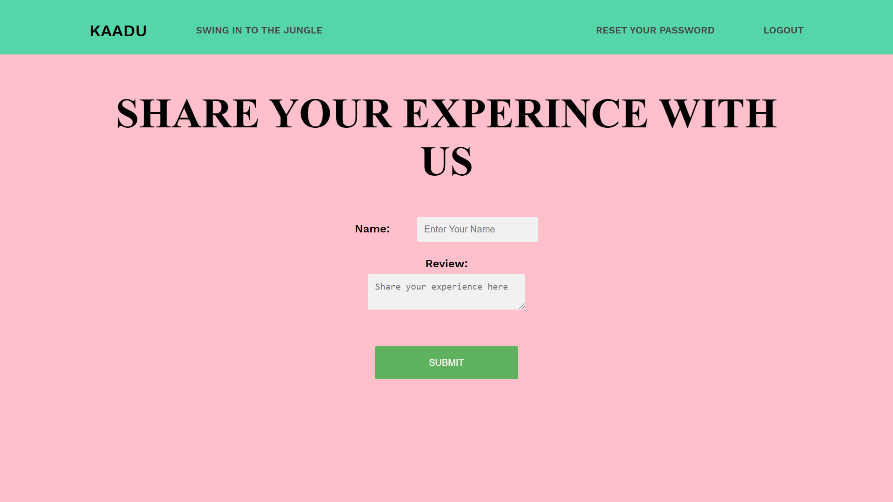 KAADU SWING IN TO THE JUNGLE RESET YOUR PASSWORD LOGOUT
SHARE YOUR EXPERINCE WITH
US
Name: Enter Your Name
Review:
Share your experience here
SUBMIT